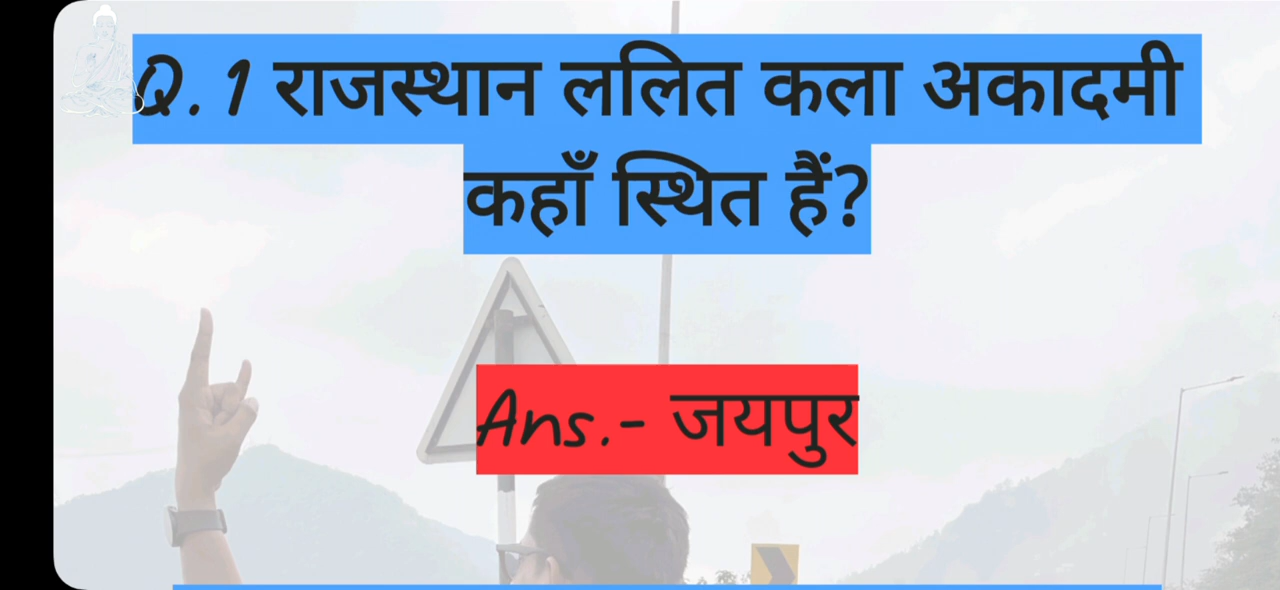 Q.1 राजस्थान ललित कला अकादमी
कहाँ स्थित हैं?
Ans.- जयपुर